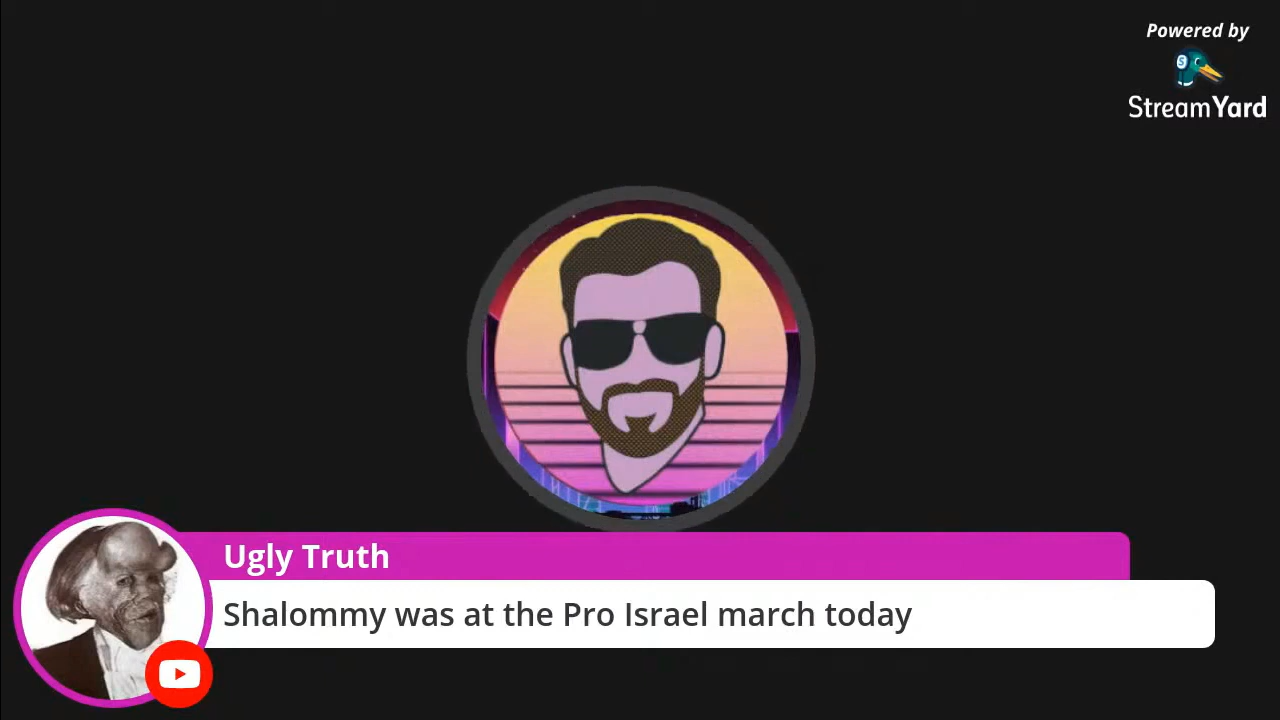 Powered by
StreamYard
Ugly Truth
Shalommy was at the Pro Israel march today